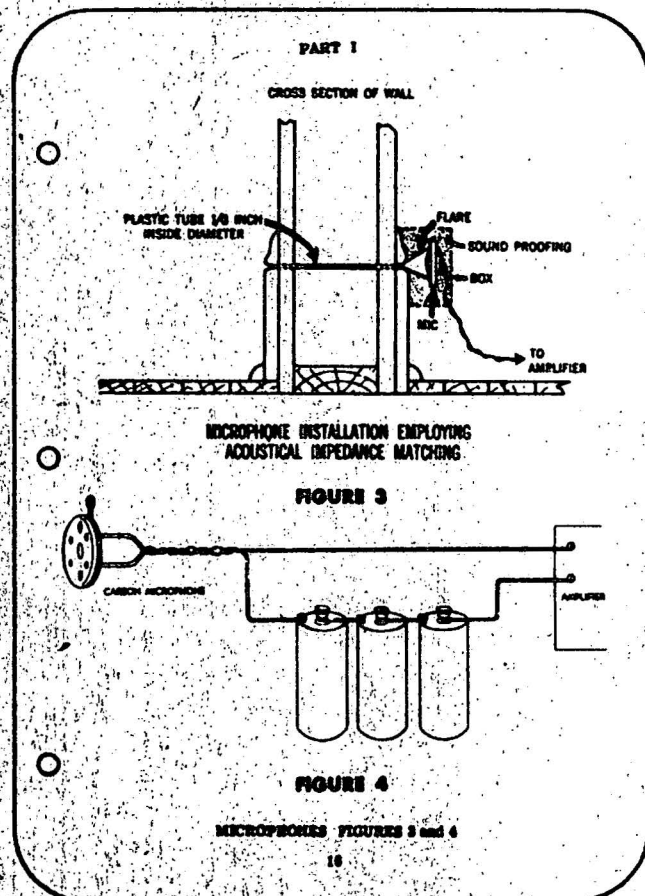 PART I
CROSS SECTION OF WALL
PLASTIC TUBE 1/8 INCH
INSIDE DIAMETER
FLARE
SOUND PROOFING
BOX
MIC
TO
AMPLIFIER
MICROPHONE INSTALLATION EMPLOYING
ACOUSTICAL IMPEDANCE MATCHING
FIGURE 3
CARBON MICROPHONE
AMPLIFIER
FIGURE 4
MICROPHONES FIGURES 3 and 4
16